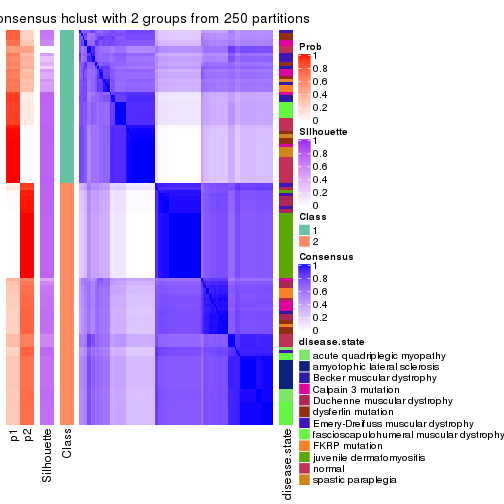 onsensus hclust with 2 groups from 250 partitions
Prob
1
0.8
0.6
0.4
0.2
0
Silhouette
1
0.8
0.6
0.4
0.2
0
Class
1
2
Consensus
1
0.8
0.6
0.4
0.2
0
disease.state
acute quadriplegic myopathy
amyotophic lateral sclerosis
Becker muscular dystrophy
Calpain 3 mutation
Duchenne muscular dystrophy
dysferlin mutation
Emery-Dreifuss muscular dystrophy
fascioscapulohumeral muscular dystrophy
FKRP mutation
juvenile dermatomyositis
normal
spastic paraplegia
p1
p2
Silhouette
Class
disease.state